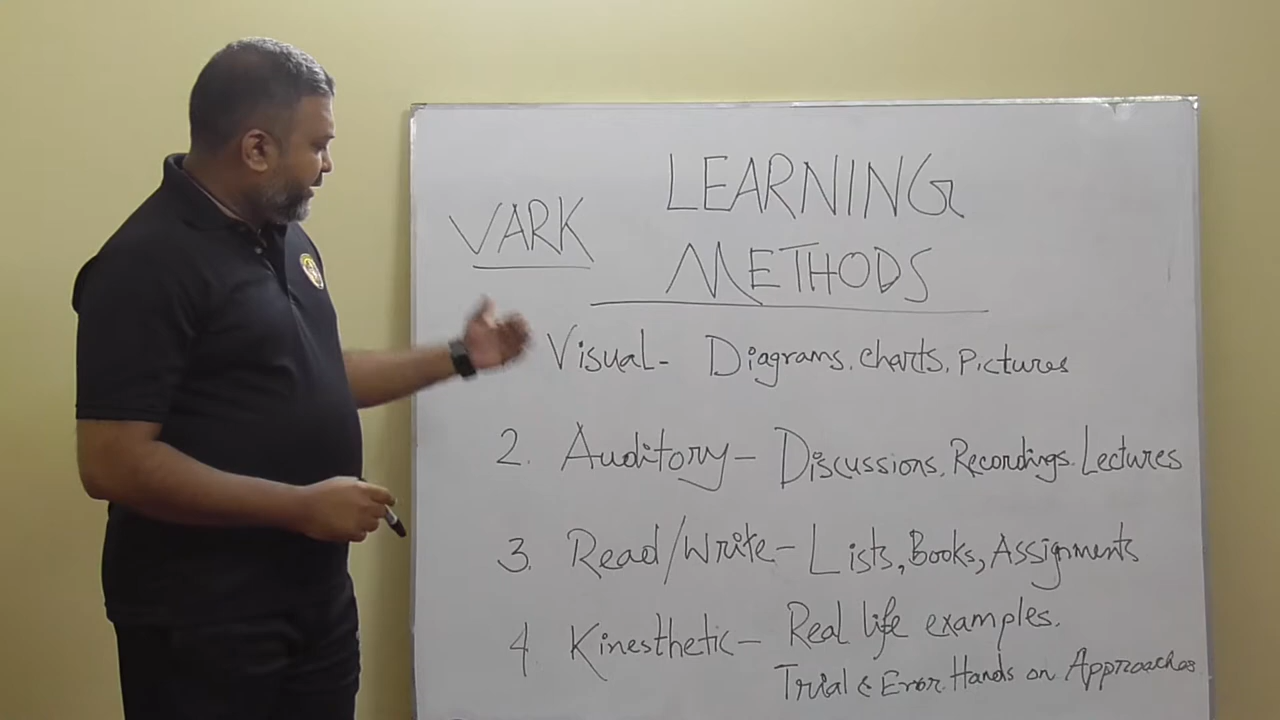 LEARNING
VARK
METHODS
Visual- Diagrams, charts, Pictures
2. Auditory- Discussions, Recordings. Lectures
3. Read/Write- Lists, Books, Assignments
4. Kinesthetic- Real life examples.
Trial & Error. Hands on Approaches